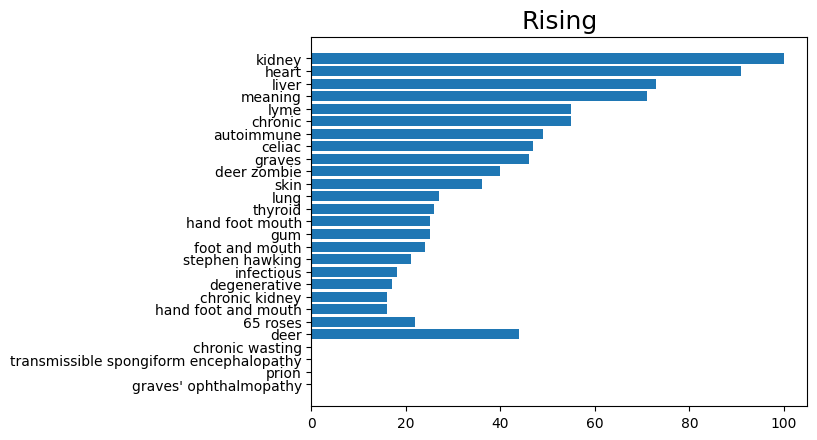 Rising
kidney
heart
liver
meaning
lyme
chronic
autoimmune
celiac
graves
deer zombie
skin
lung
thyroid
hand foot mouth
gum
foot and mouth
stephen hawking
infectious
degenerative
chronic kidney
hand foot and mouth
65 roses
deer
chronic wasting
transmissible spongiform encephalopathy
prion
graves' ophthalmopathy
0 20 40 60 80 100